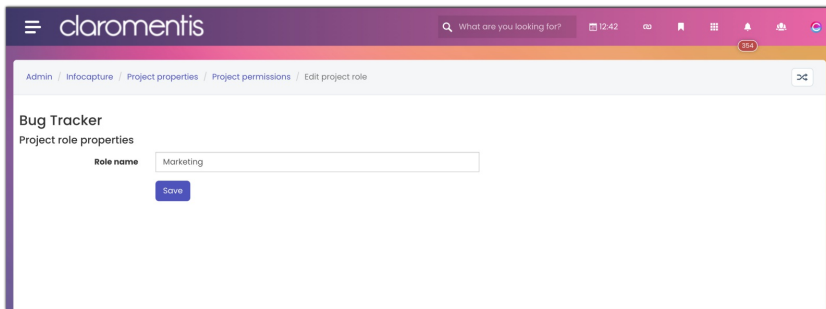 claromentis
What are you looking for?
12:42
354
Admin / Infocapture / Project properties / Project permissions / Edit project role
Bug Tracker
Project role properties
Role name
Marketing
Save